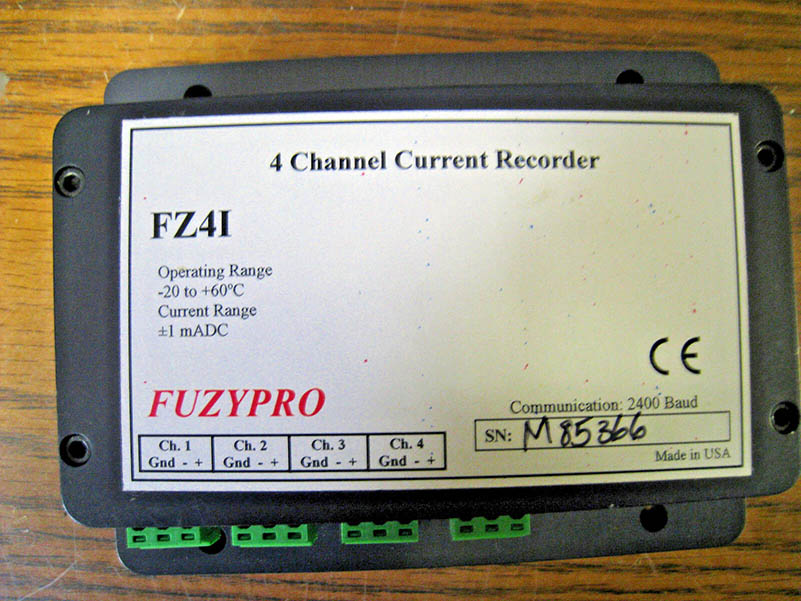 4 Channel Current Recorder
FZ4I
Operating Range
-20 to +60ºC
Current Range
±1 mADC
CE
FUZYPRO
Communication: 2400 Baud
SN: M85366
Made in USA
Ch. 1 Ch. 2 Ch. 3 Ch. 4
Gnd - + Gnd - + Gnd - + Gnd - +